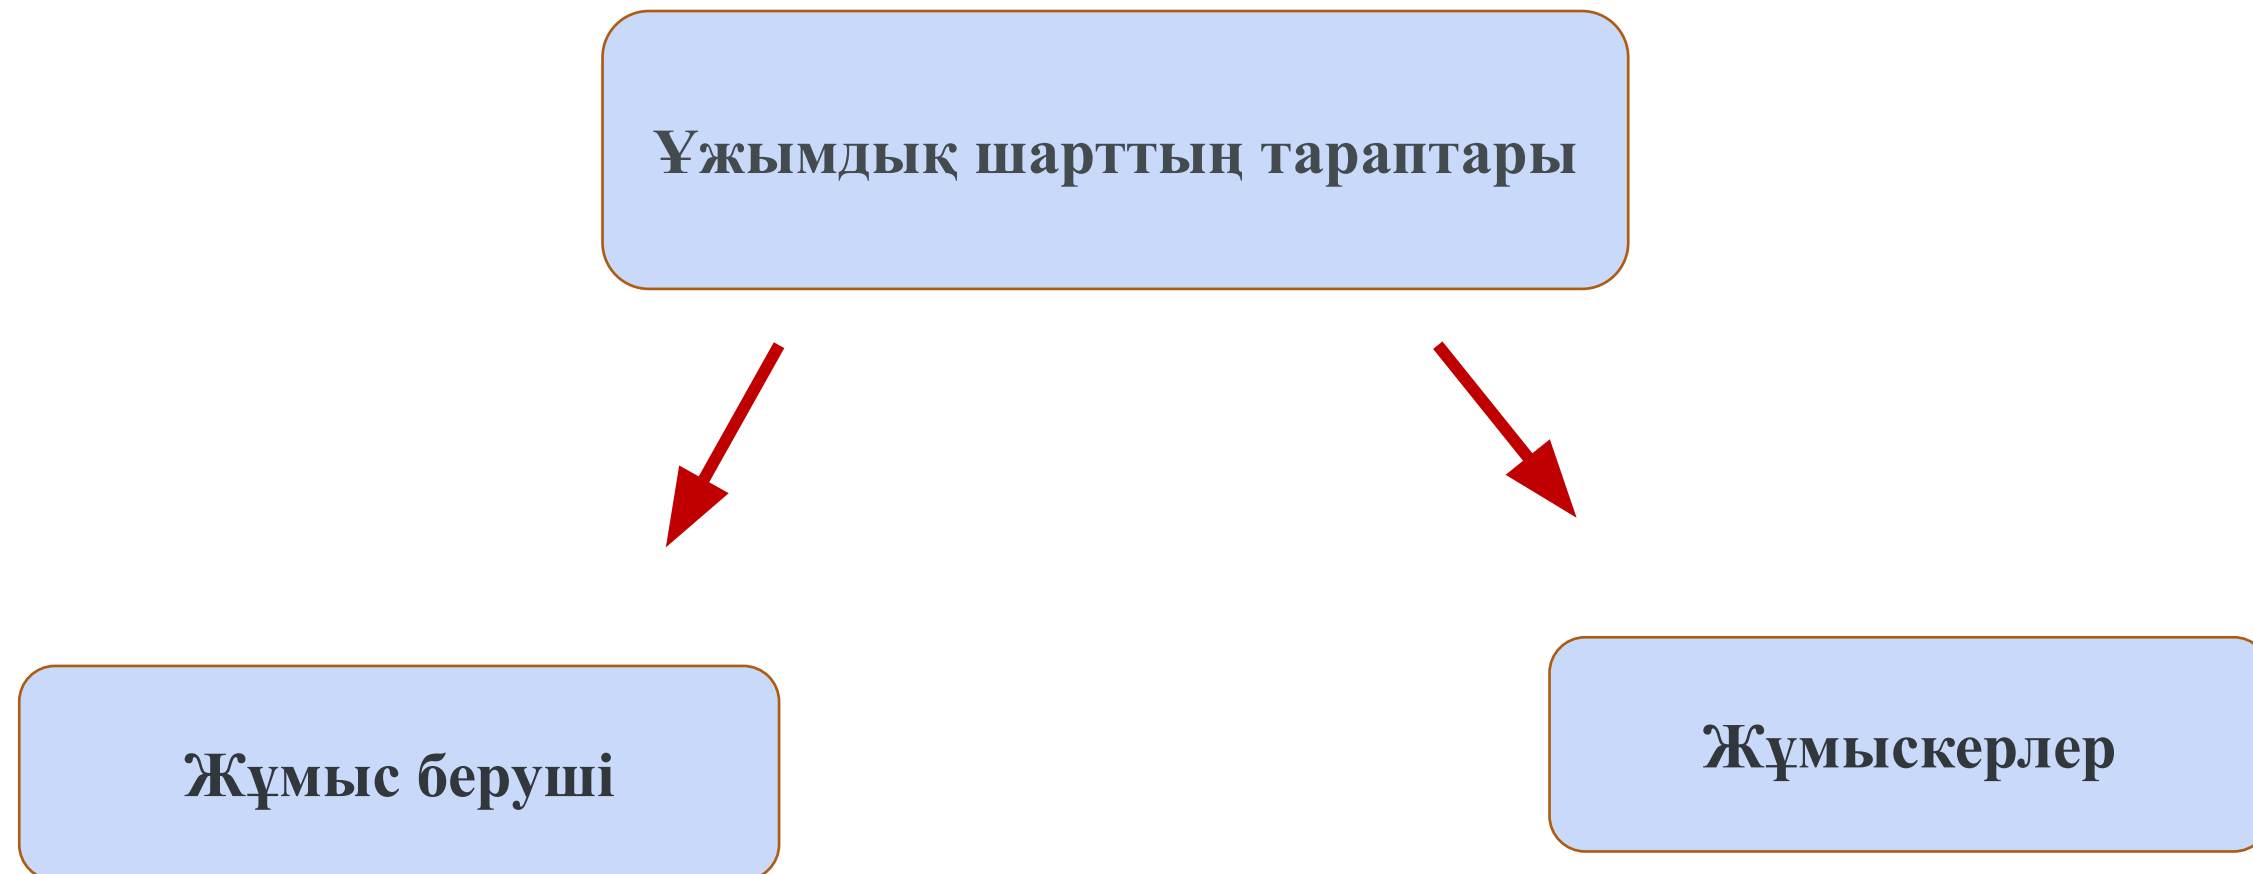 Ұжымдық шарттың тараптары
Жұмыс беруші
Жұмыскерлер